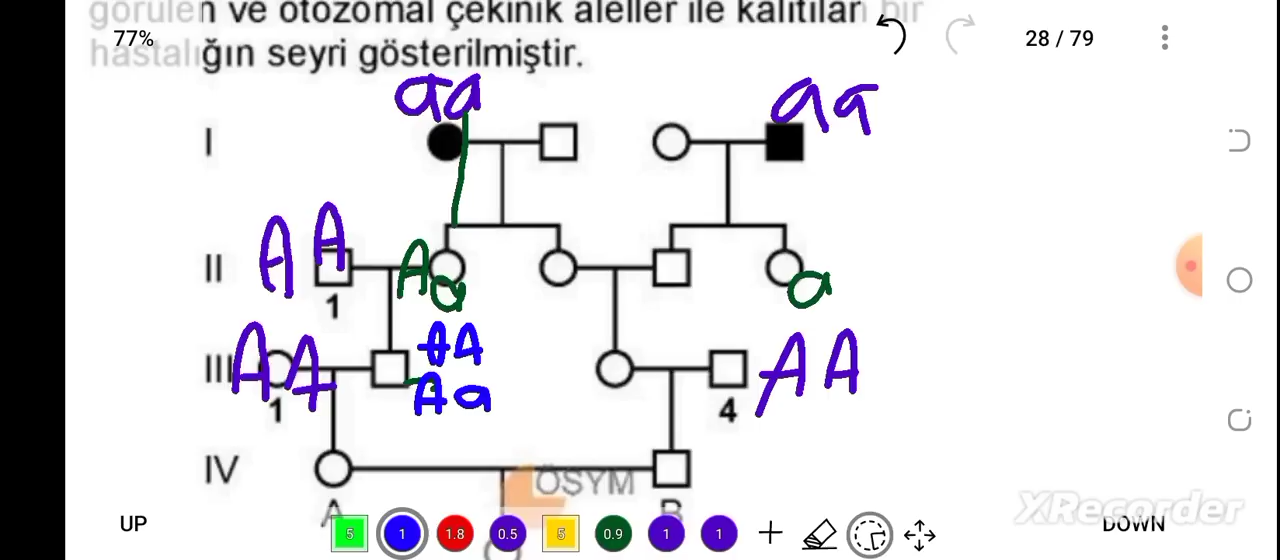 görülen ve otozomal çekinik aleller ile kalıtılan bir
77%
28 / 79
hastalığın seyri gösterilmiştir.
aa
aa
I
AA
Aa
II
a
1
AA
AA
III
Aa
AA
1
4
IV
ÖSYM
A
B
UP
5
1
1.8
0.5
5
0.9
1
1
XRecorder
DOWN